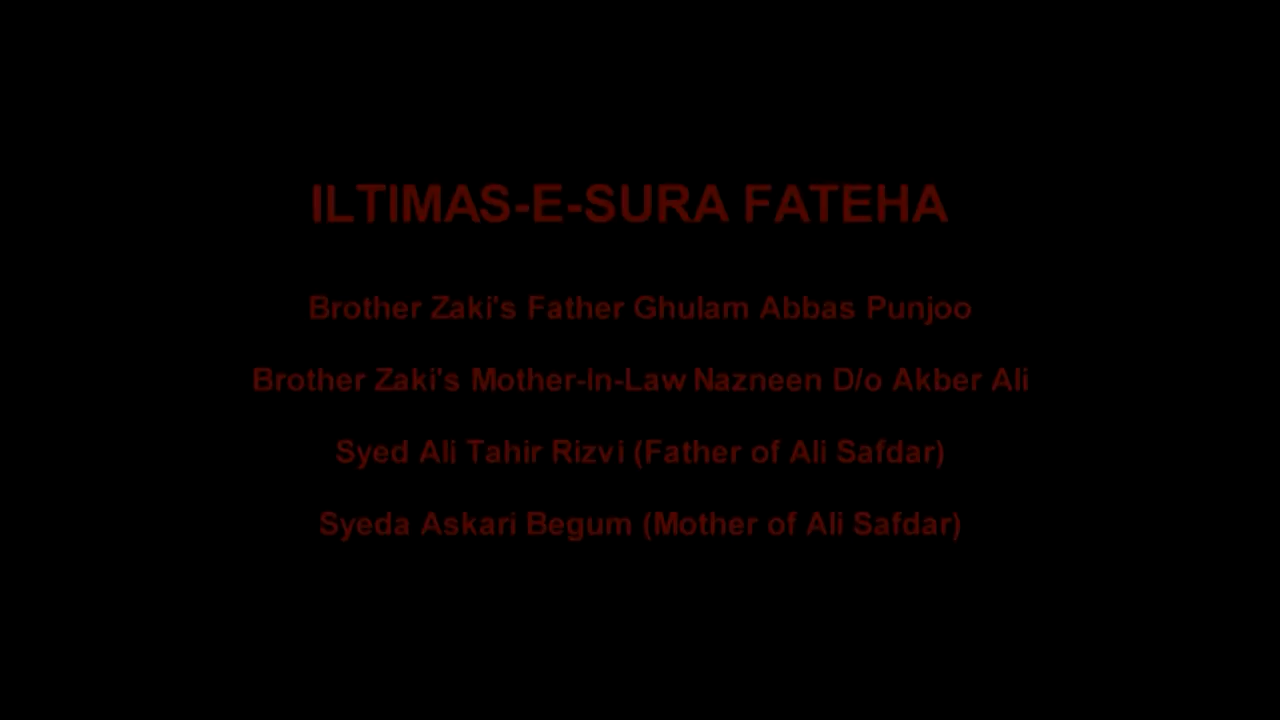 ILTIMAS-E-SURA FATEHA
Brother Zaki's Father Ghulam Abbas Punjoo
Brother Zaki's Mother-In-Law Nazneen D/o Akber Ali
Syed Ali Tahir Rizvi (Father of Ali Safdar)
Syeda Askari Begum (Mother of Ali Safdar)